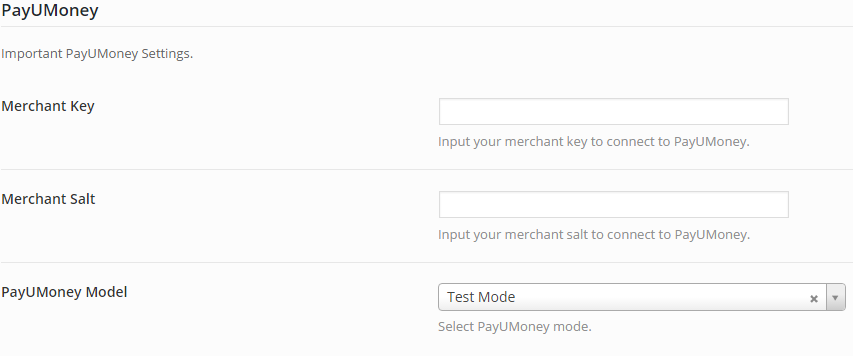 PayUMoney
Important PayUMoney Settings.
Merchant Key
Input your merchant key to connect to PayUMoney.
Merchant Salt
Input your merchant salt to connect to PayUMoney.
PayUMoney Model
Test Mode
Select PayUMoney mode.